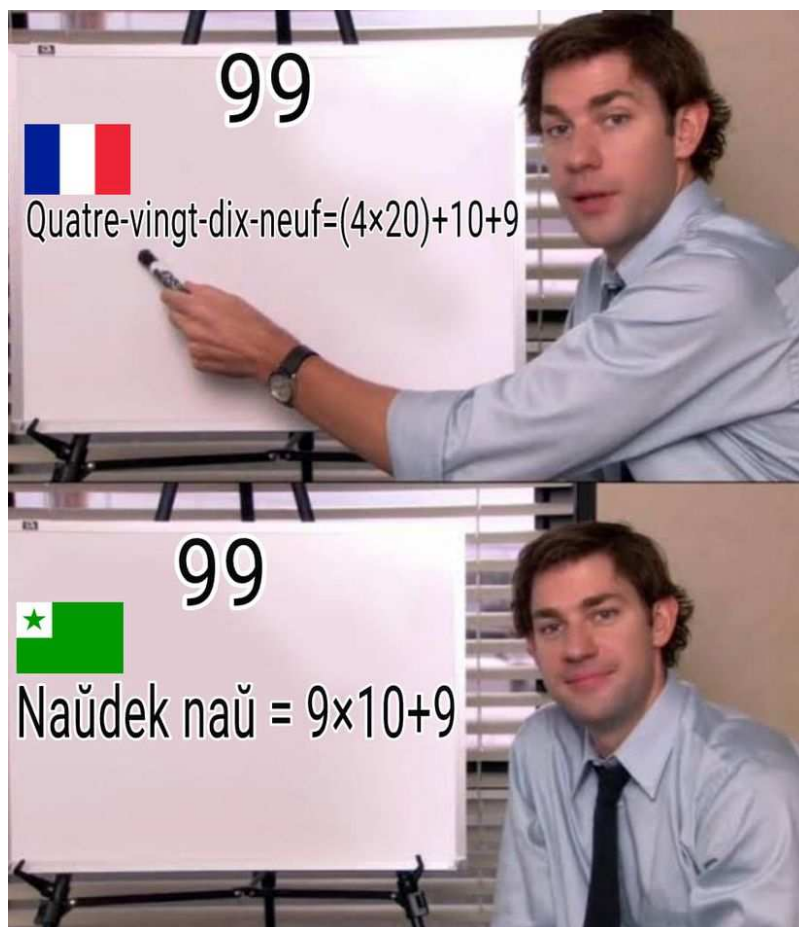 99
Quatre-vingt-dix-neuf=(4×20)+10+9
99
Naŭdek naŭ = 9×10+9